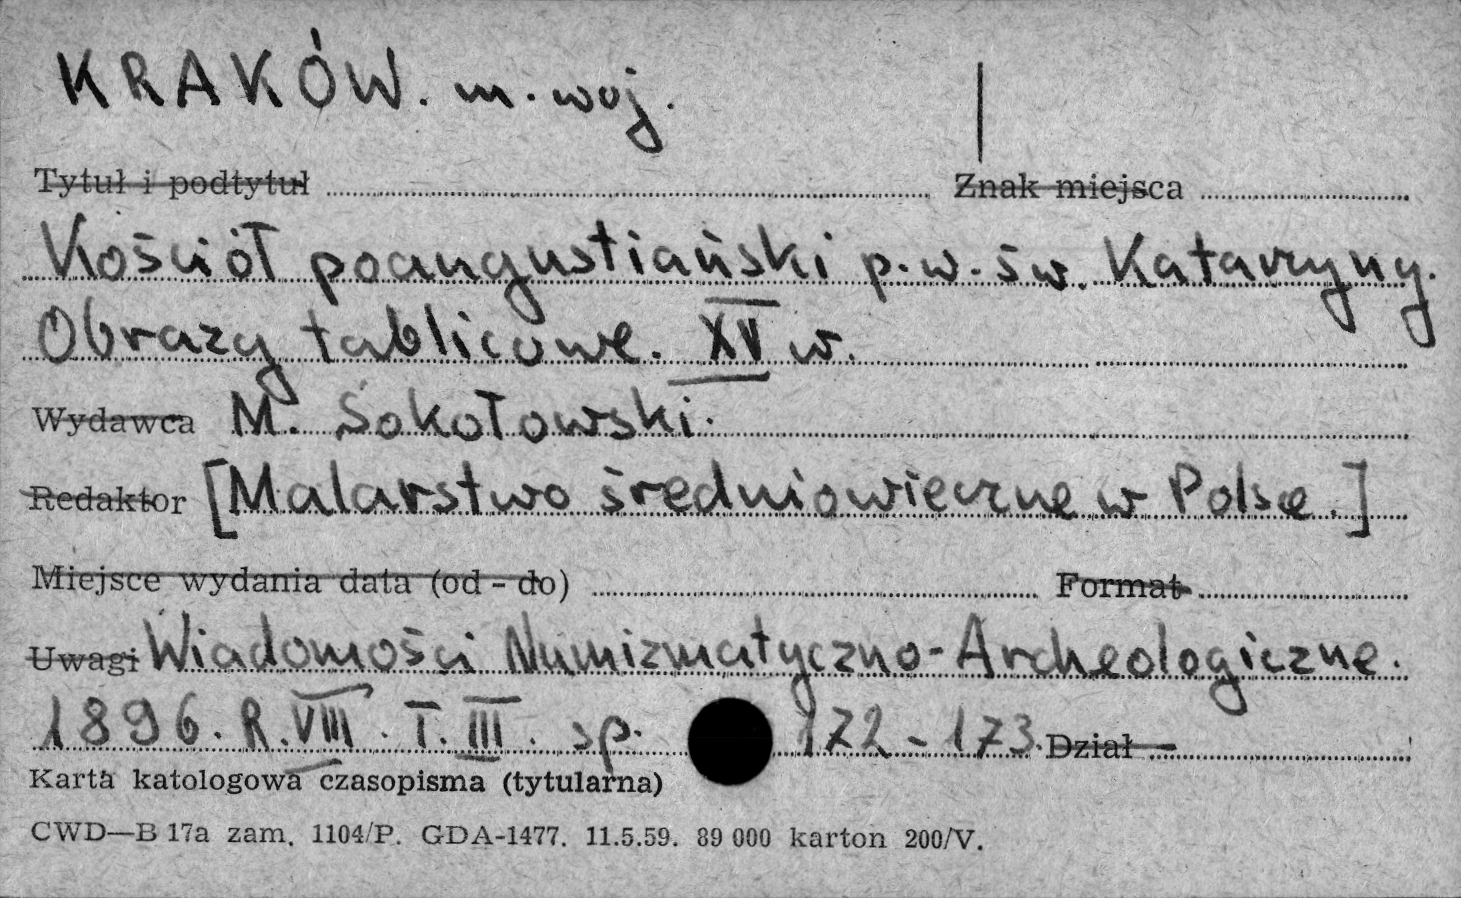 KRAKÓW. m. woj.
Tytuł i podtytuł Znak miejsca
Kościół poaugustiański p.w. św. Katarzyny.
Obrazy tablicowe. XV w.
Wydawca M. Sokołowski.
Redaktor [Malarstwo średniowieczne w Polsce.]
Miejsce wydania data (od - do) Format
Uwagi Wiadomości Numizmatyczno-Archeologiczne.
1896. R. VIII. T. III. sp. 172 - 173. Dział
Karta katologowa czasopisma (tytularna)
CWD—B 17a zam. 1104/P. GDA-1477. 11.5.59. 89 000 karton 200/V.